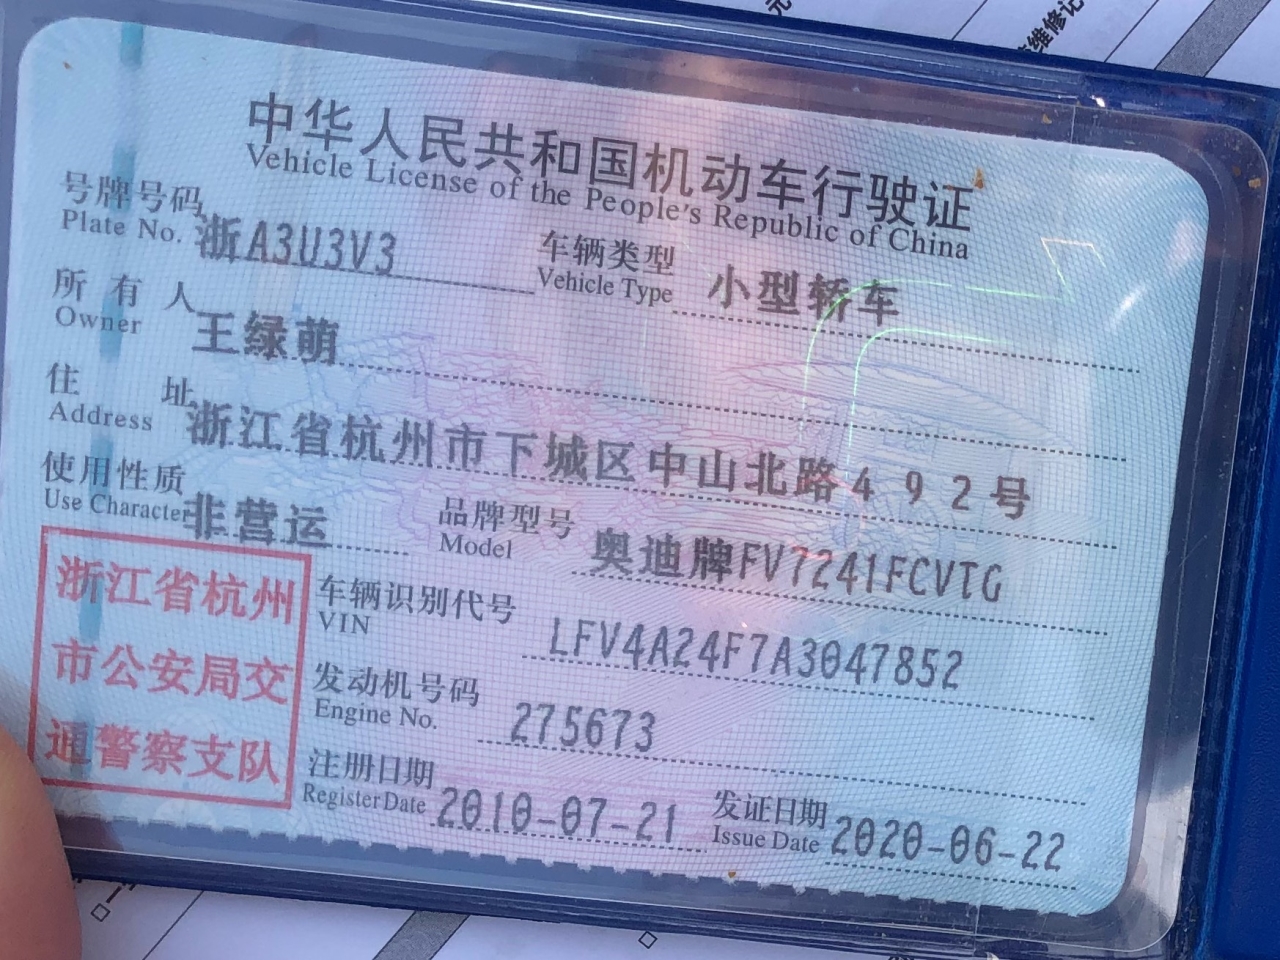 维修记
中华人民共和国机动车行驶证
Vehicle License of the People's Republic of China
号牌号码 浙A3U3V3 车辆类型 小型轿车
Plate No. Vehicle Type
所有人 王绿萌
Owner
住址 浙江省杭州市下城区中山北路492号
Address
使用性质 非营运 品牌型号 奥迪牌FV7241FCVTG
Use Character Model
浙江省杭州
市公安局交
通警察支队
车辆识别代号 LFV4A24F7A3047852
VIN
发动机号码 275673
Engine No.
注册日期 2010-07-21 发证日期 2020-06-22
Register Date Issue Date